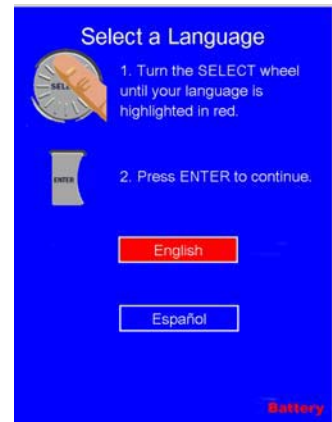 Select a Language
SELE
1. Turn the SELECT wheel
until your language is
highlighted in red.
ENTER
2. Press ENTER to continue.
English
Español
Battery